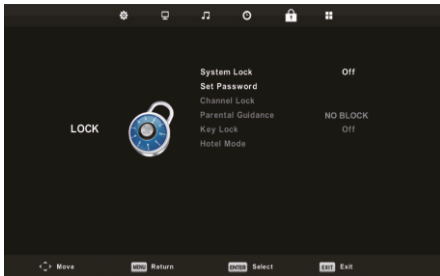 System Lock Off
Set Password
Channel Lock
Parental Guidance NO BLOCK
LOCK
Key Lock Off
Hotel Mode
Move MENU Return ENTER Select EXIT Exit